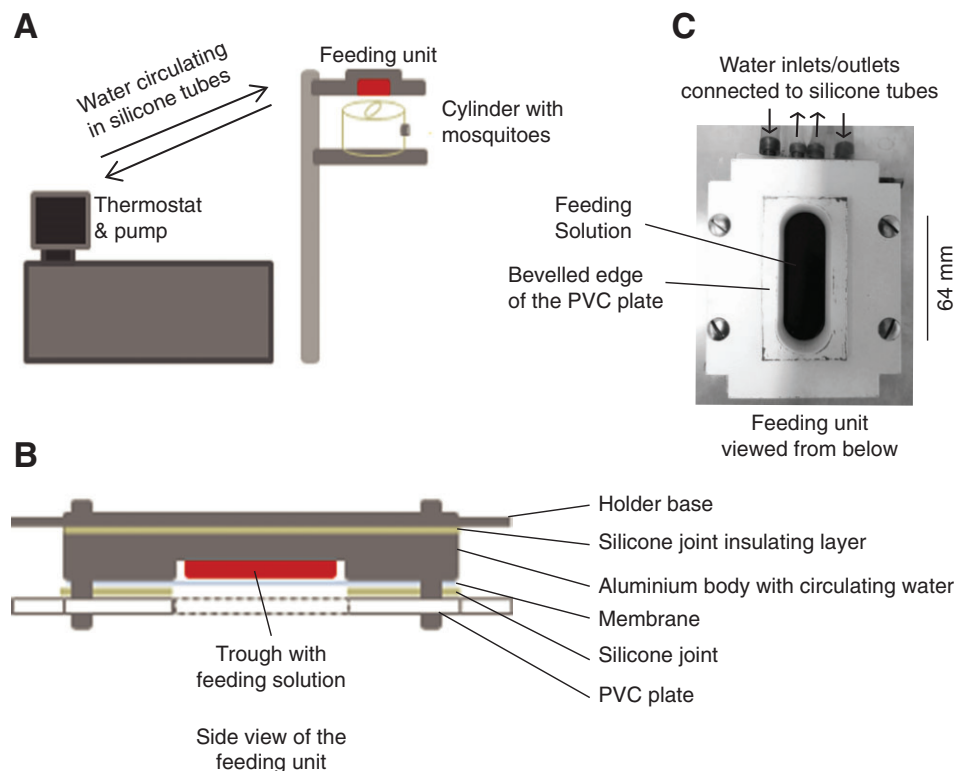 A
Water circulating
in silicone tubes
Feeding unit
Cylinder with
mosquitoes
Thermostat
& pump
C
Water inlets/outlets
connected to silicone tubes
Feeding
Solution
Bevelled edge
of the PVC plate
64 mm
Feeding unit
viewed from below
B
Holder base
Silicone joint insulating layer
Aluminium body with circulating water
Membrane
Silicone joint
PVC plate
Trough with
feeding solution
Side view of the
feeding unit